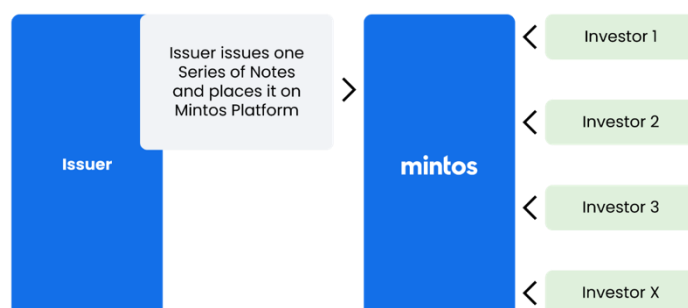 Issuer issues one
Series of Notes
and places it on
Mintos Platform
Issuer
mintos
Investor 1
Investor 2
Investor 3
Investor X